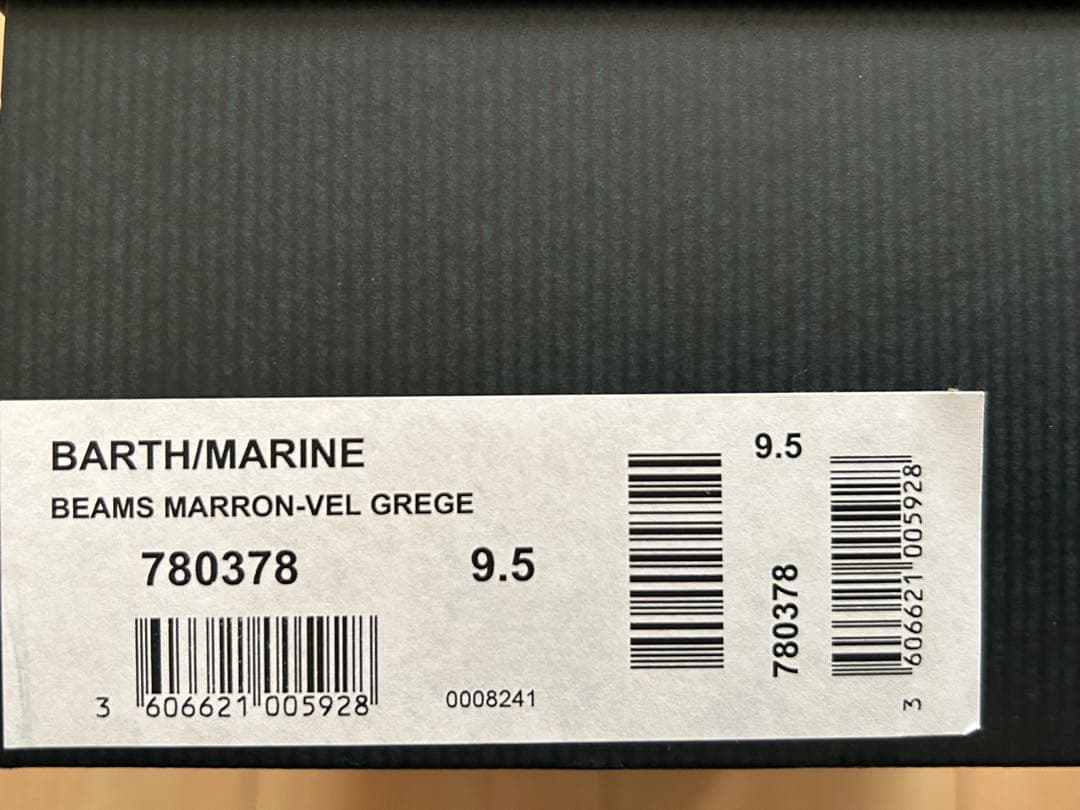 BARTH/MARINE
BEAMS MARRON-VEL GREGE
780378 9.5
3 606621 005928
0008241
9.5
780378
3 606621 005928